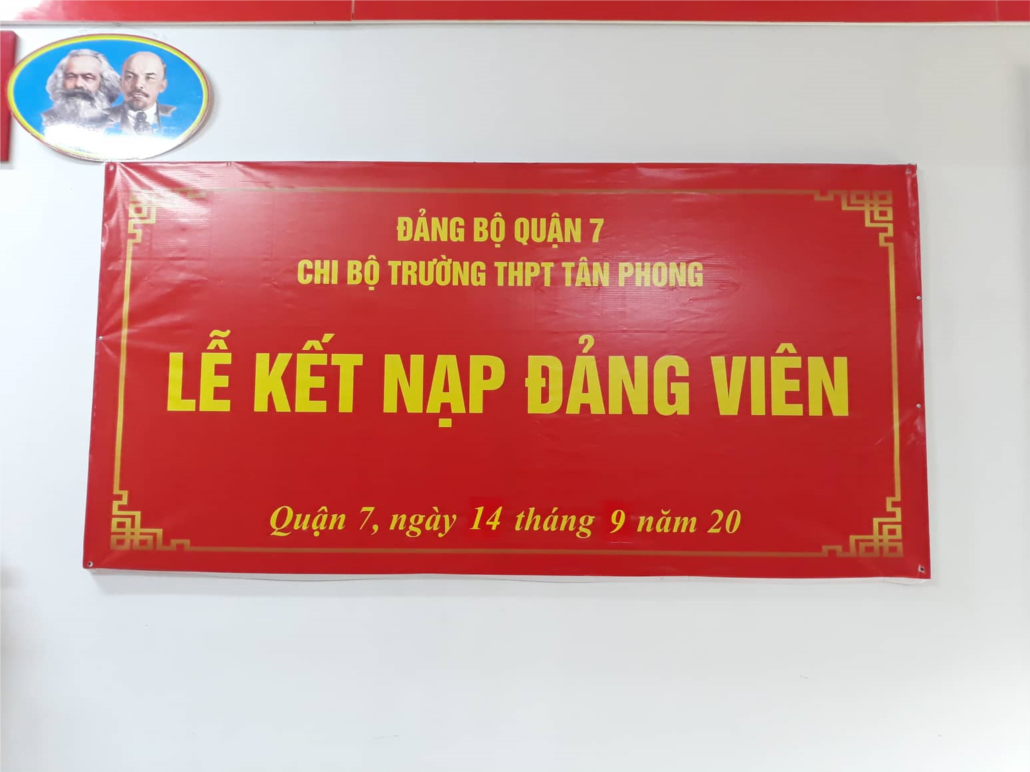 ĐẢNG BỘ QUẬN 7
CHI BỘ TRƯỜNG THPT TÂN PHONG
LỄ KẾT NẠP ĐẢNG VIÊN
Quận 7, ngày 14 tháng 9 năm 20